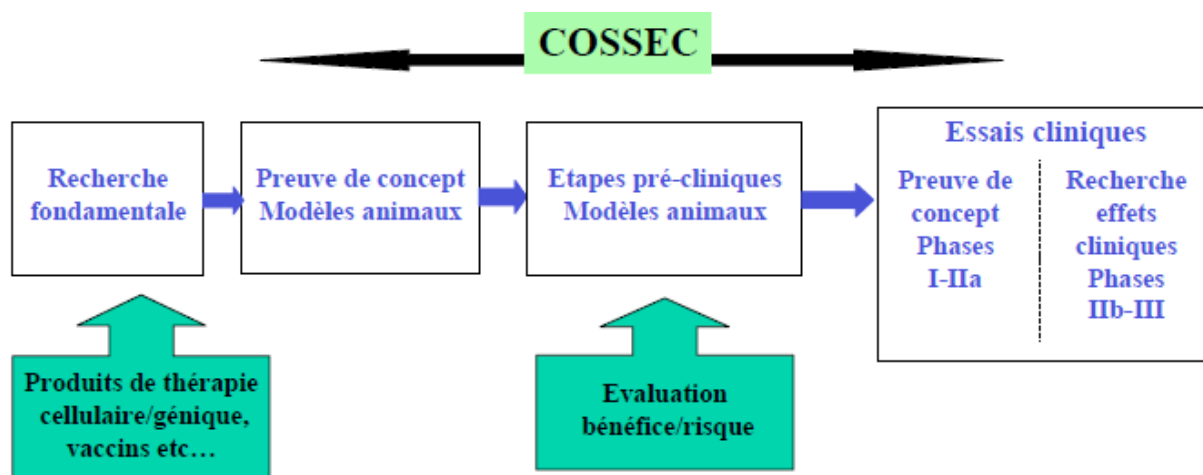 COSSEC
Recherche
fondamentale
Preuve de concept
Modèles animaux
Etapes pré-cliniques
Modèles animaux
Essais cliniques
Preuve de
concept
Phases
I-IIa
Recherche
effets
cliniques
Phases
IIb-III
Produits de thérapie
cellulaire/génique,
vaccins etc…
Evaluation
bénéfice/risque